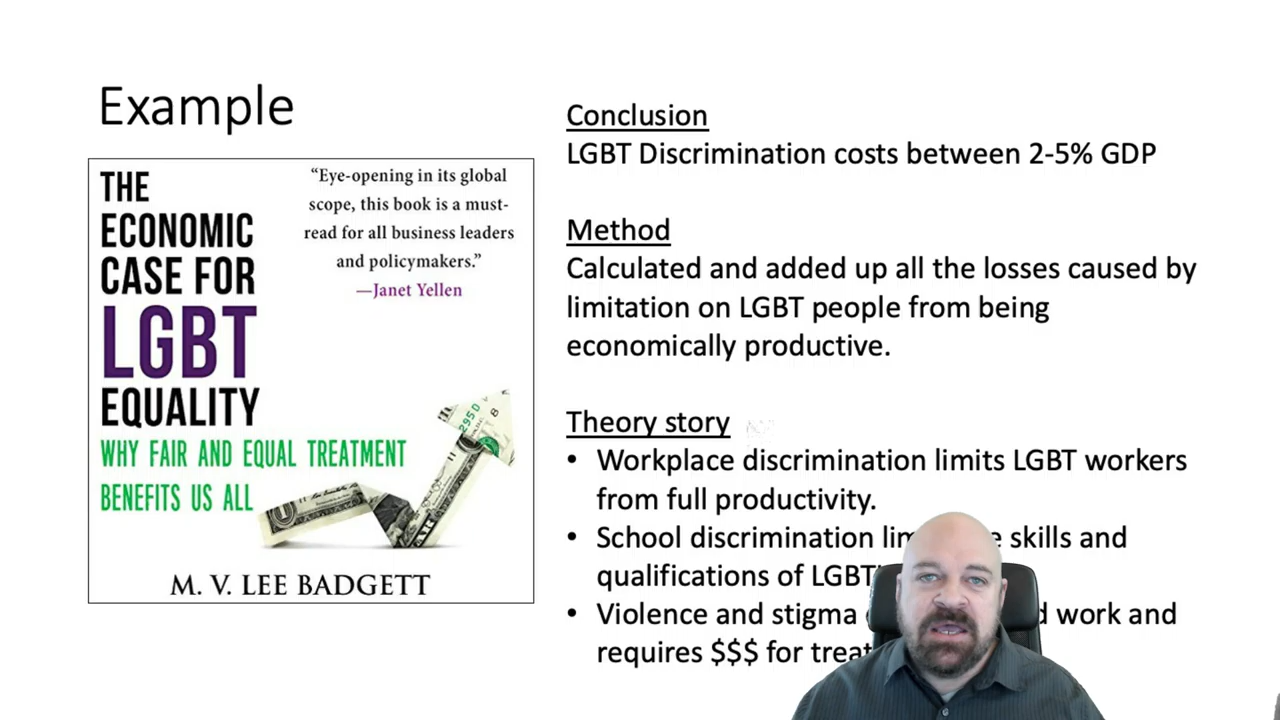 Example
THE
ECONOMIC
CASE FOR
LGBT
EQUALITY
WHY FAIR AND EQUAL TREATMENT
BENEFITS US ALL
“Eye-opening in its global
scope, this book is a must-
read for all business leaders
and policymakers.”
—Janet Yellen
M. V. LEE BADGETT
Conclusion
LGBT Discrimination costs between 2-5% GDP
Method
Calculated and added up all the losses caused by
limitation on LGBT people from being
economically productive.
Theory story
• Workplace discrimination limits LGBT workers
from full productivity.
• School discrimination skills and
qualifications of
• Violence and stigma work and
requires $$$ for